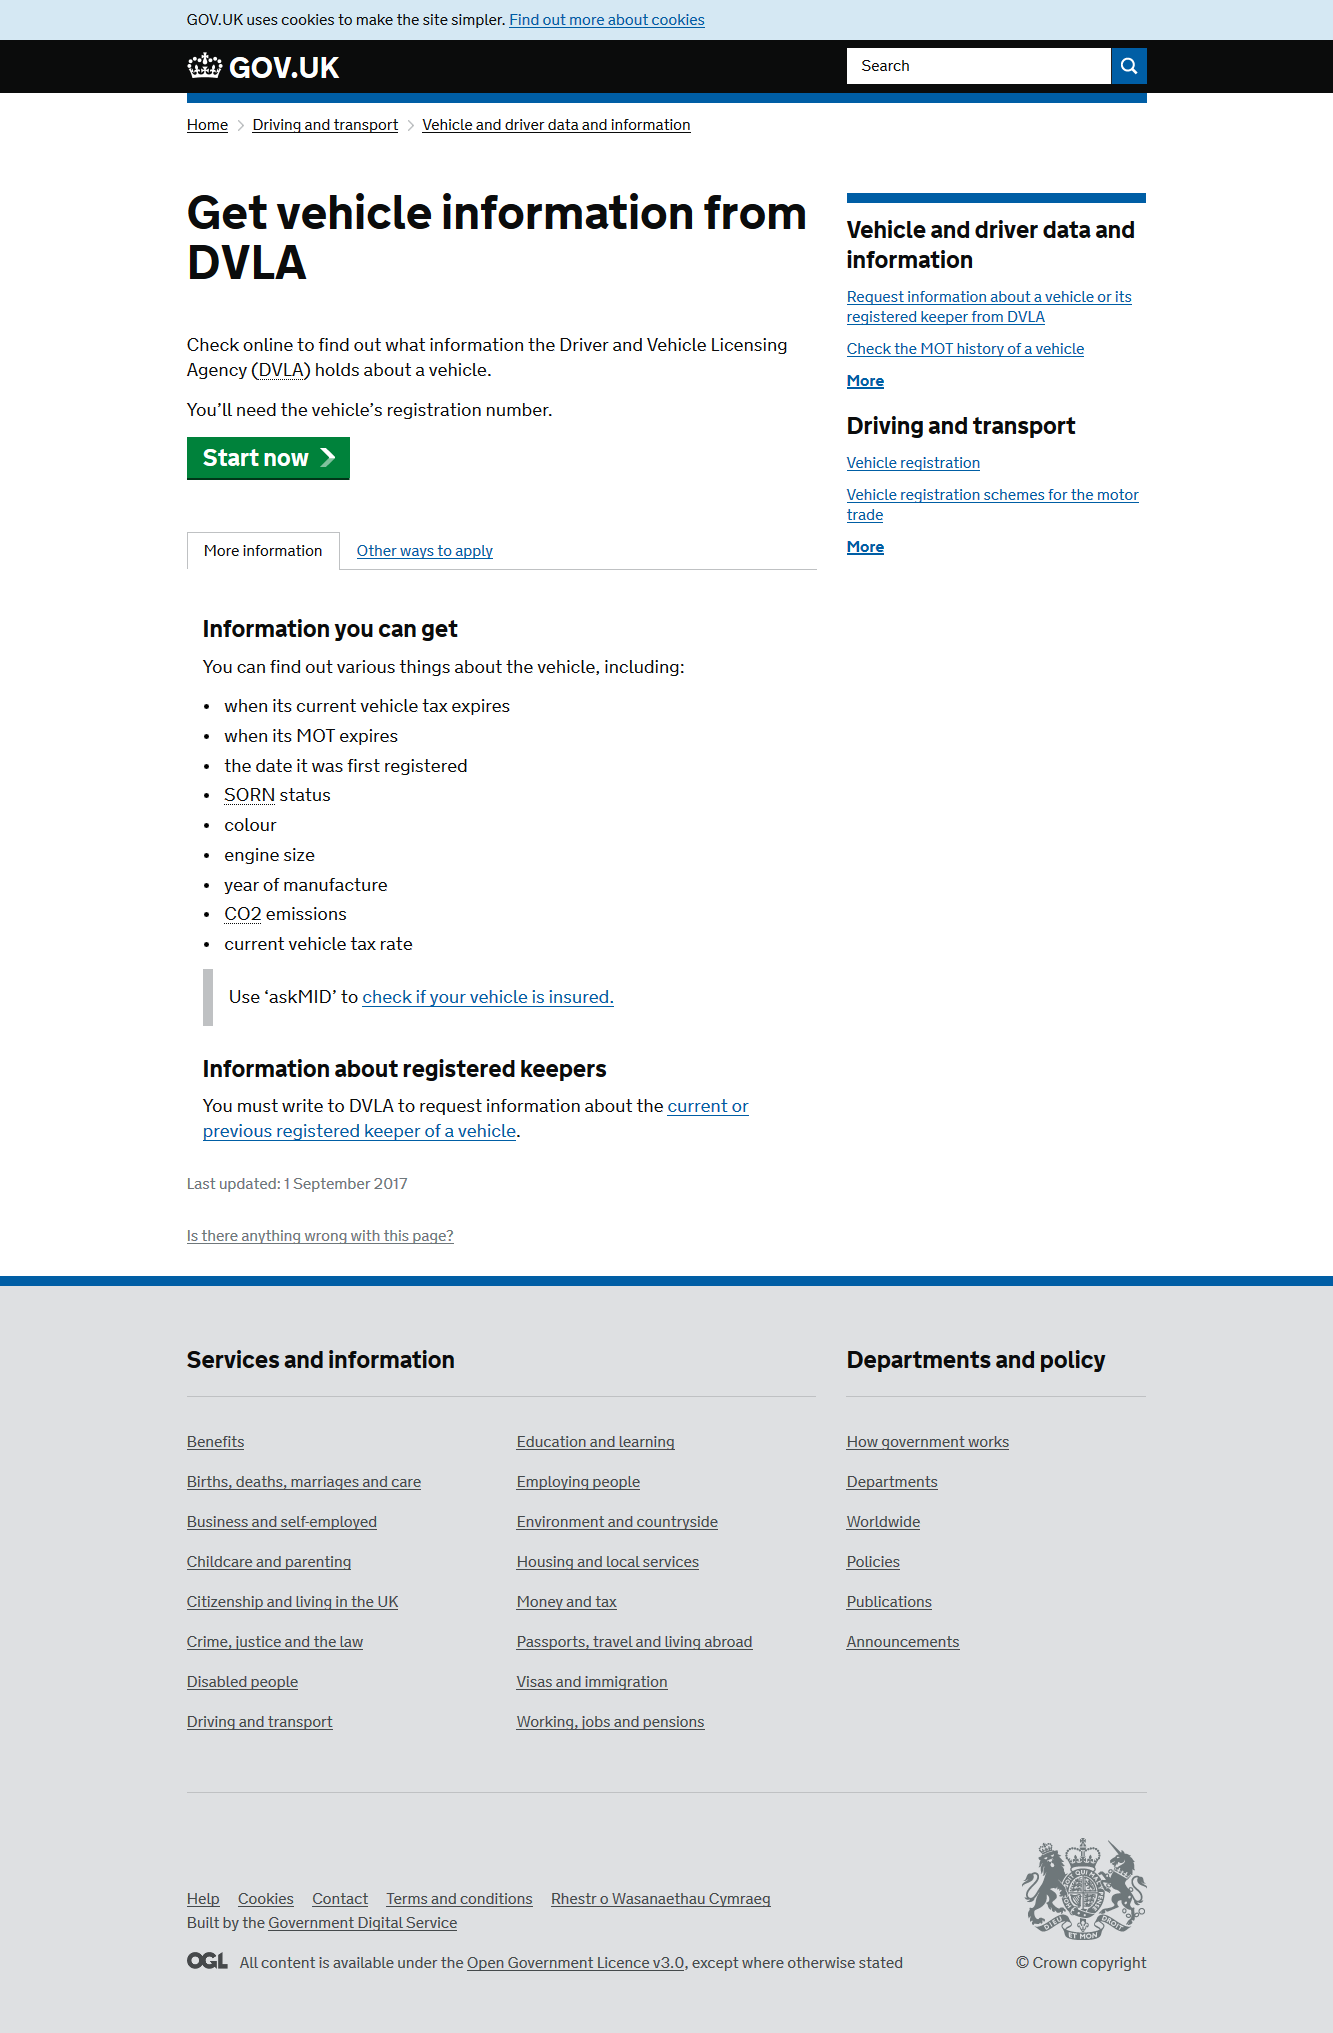 GOV.UK uses cookies to make the site simpler. Find out more about cookies
GOV.UK
Search
Home
Driving and transport
Vehicle and driver data and information
Get vehicle information from
DVLA
Check online to find out what information the Driver and Vehicle Licensing
Agency (DVLA) holds about a vehicle.
You’ll need the vehicle’s registration number.
Start now
More information
Other ways to apply
Information you can get
You can find out various things about the vehicle, including:
• when its current vehicle tax expires
• when its MOT expires
• the date it was first registered
• SORN status
• colour
• engine size
• year of manufacture
• CO2 emissions
• current vehicle tax rate
Use ‘askMID’ to check if your vehicle is insured.
Information about registered keepers
You must write to DVLA to request information about the current or
previous registered keeper of a vehicle.
Last updated: 1 September 2017
Is there anything wrong with this page?
Vehicle and driver data and
information
Request information about a vehicle or its
registered keeper from DVLA
Check the MOT history of a vehicle
More
Driving and transport
Vehicle registration
Vehicle registration schemes for the motor
trade
More
Services and information
Benefits
Births, deaths, marriages and care
Business and self-employed
Childcare and parenting
Citizenship and living in the UK
Crime, justice and the law
Disabled people
Driving and transport
Education and learning
Employing people
Environment and countryside
Housing and local services
Money and tax
Passports, travel and living abroad
Visas and immigration
Working, jobs and pensions
Departments and policy
How government works
Departments
Worldwide
Policies
Publications
Announcements
Help
Cookies
Contact
Terms and conditions
Rhestr o Wasanaethau Cymraeg
Built by the Government Digital Service
OGL
All content is available under the Open Government Licence v3.0, except where otherwise stated
DIEU ET MON DROIT
© Crown copyright